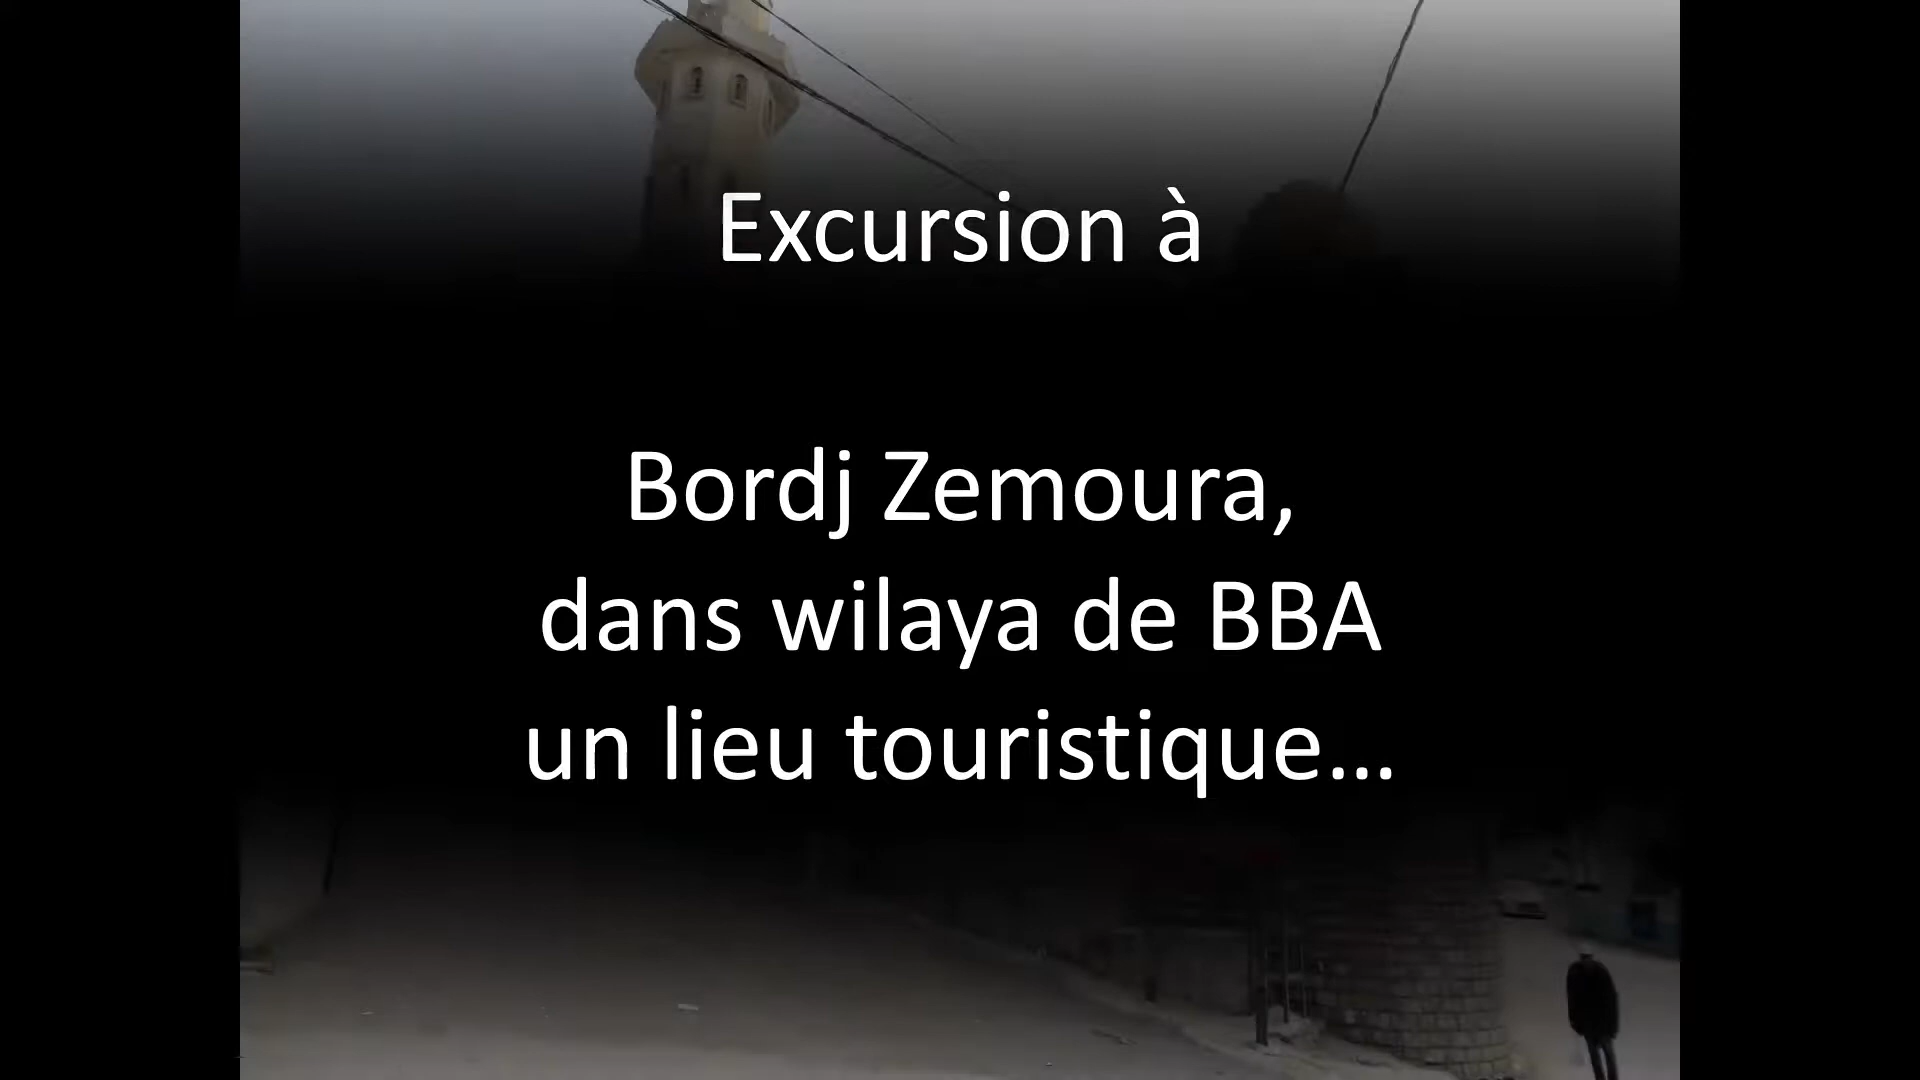 Excursion à
Bordj Zemoura,
dans wilaya de BBA
un lieu touristique...